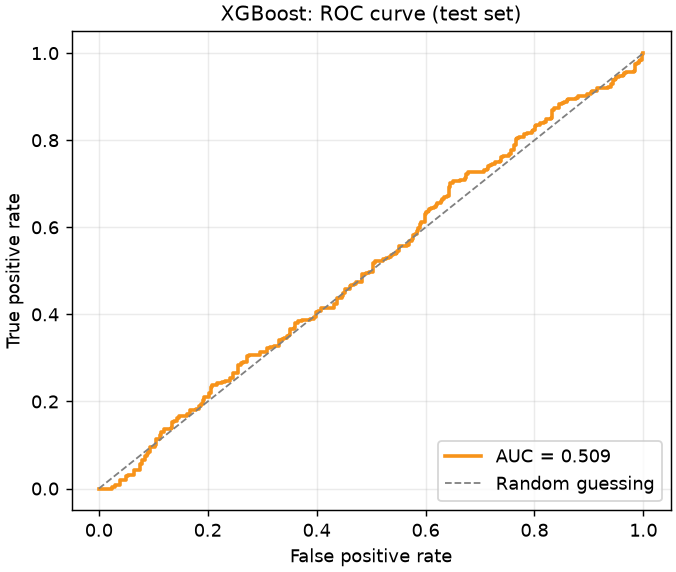 XGBoost: ROC curve (test set)
True positive rate
1.0
0.8
0.6
0.4
0.2
0.0
AUC = 0.509
Random guessing
0.0 0.2 0.4 0.6 0.8 1.0
False positive rate